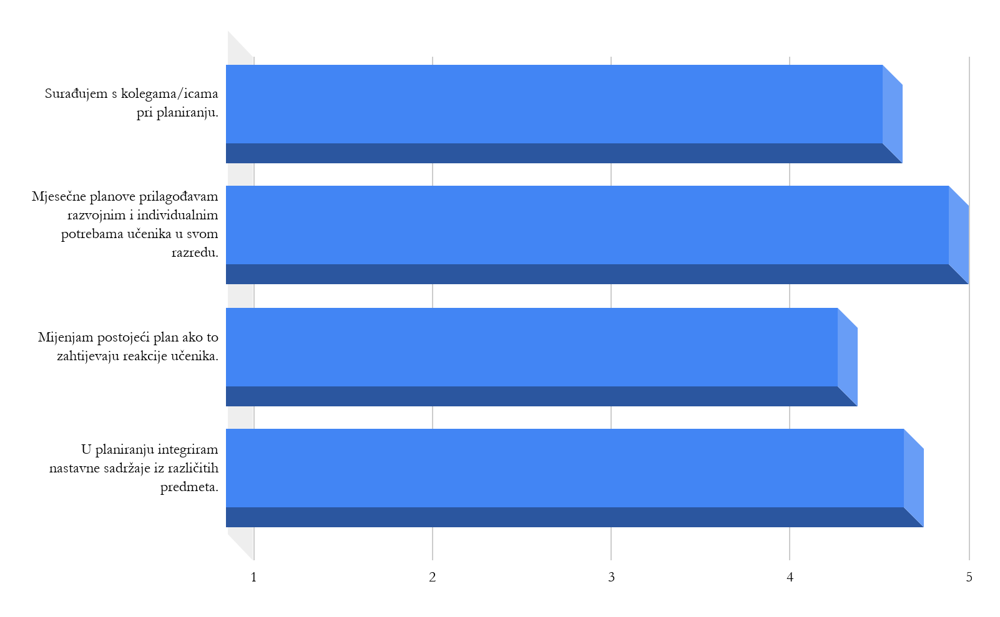 Surađujem s kolegama/icama
pri planiranju.
Mjesečne planove prilagođavam
razvojnim i individualnim
potrebama učenika u svom
razredu.
Mijenjam postojeći plan ako to
zahtijevaju reakcije učenika.
U planiranju integriram
nastavne sadržaje iz različitih
predmeta.
1 2 3 4 5